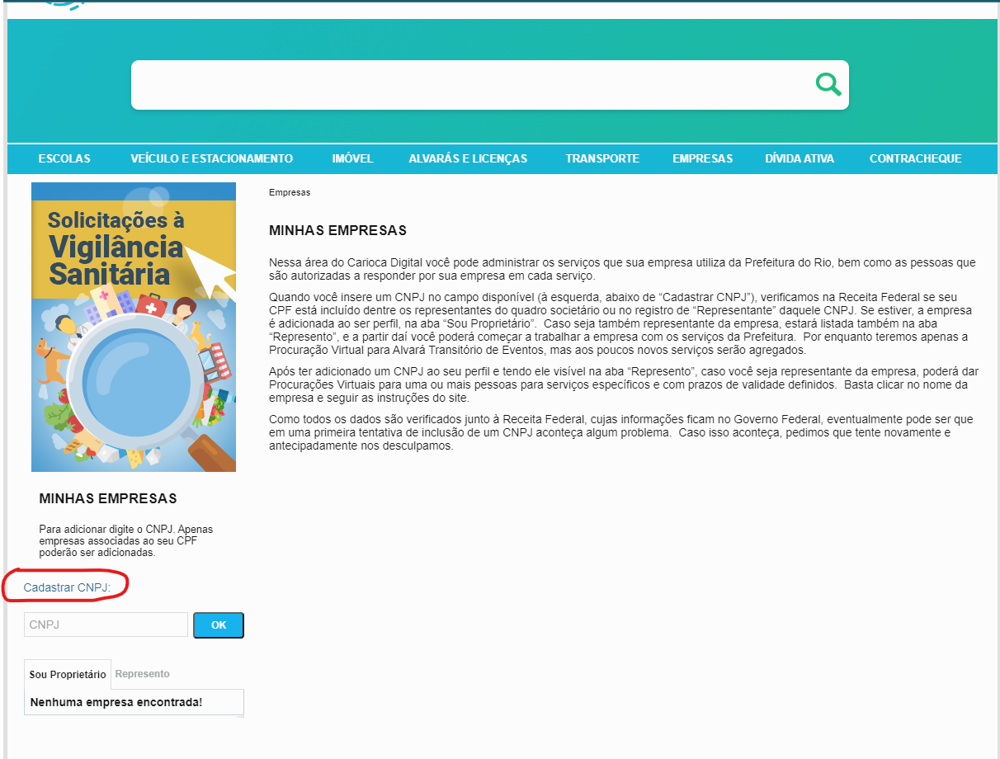 ESCOLAS VEÍCULO E ESTACIONAMENTO IMÓVEL ALVARÁS E LICENÇAS TRANSPORTE EMPRESAS DÍVIDA ATIVA CONTRACHEQUE
Solicitações à
Vigilância
Sanitária
MINHAS EMPRESAS
Para adicionar digite o CNPJ. Apenas
empresas associadas ao seu CPF
poderão ser adicionadas.
Cadastrar CNPJ:
CNPJ OK
Sou Proprietário Represento
Nenhuma empresa encontrada!
Empresas
MINHAS EMPRESAS
Nessa área do Carioca Digital você pode administrar os serviços que sua empresa utiliza da Prefeitura do Rio, bem como as pessoas que
são autorizadas a responder por sua empresa em cada serviço.
Quando você insere um CNPJ no campo disponível (à esquerda, abaixo de “Cadastrar CNPJ”), verificamos na Receita Federal se seu
CPF está incluído dentre os representantes do quadro societário ou no registro de “Representante” daquele CNPJ. Se estiver, a empresa
é adicionada ao ser perfil, na aba “Sou Proprietário”. Caso seja também representante da empresa, estará listada também na aba
“Represento”, e a partir daí você poderá começar a trabalhar a empresa com os serviços da Prefeitura. Por enquanto teremos apenas a
Procuração Virtual para Alvará Transitório de Eventos, mas aos poucos novos serviços serão agregados.
Após ter adicionado um CNPJ ao seu perfil e tendo ele visível na aba “Represento”, caso você seja representante da empresa, poderá dar
Procurações Virtuais para uma ou mais pessoas para serviços específicos e com prazos de validade definidos. Basta clicar no nome da
empresa e seguir as instruções do site.
Como todos os dados são verificados junto à Receita Federal, cujas informações ficam no Governo Federal, eventualmente pode ser que
em uma primeira tentativa de inclusão de um CNPJ aconteça algum problema. Caso isso aconteça, pedimos que tente novamente e
antecipadamente nos desculpamos.